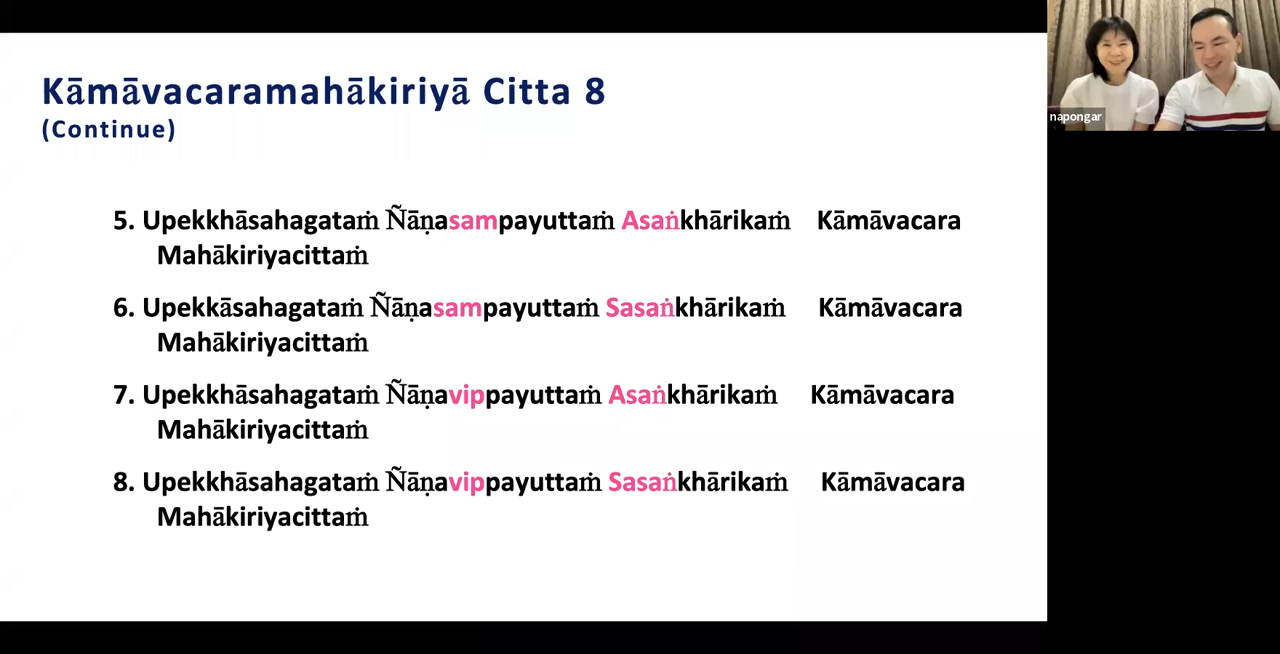 Kāmāvacaramahākiriyā Citta 8
(Continue)
5. Upekkhāsahagataṁ Ñāṇasampayuttaṁ Asaṅkhārikaṁ Kāmāvacara
Mahākiriyacittaṁ
6. Upekkāsahagataṁ Ñāṇasampayuttaṁ Sasaṅkhārikaṁ Kāmāvacara
Mahākiriyacittaṁ
7. Upekkhāsahagataṁ Ñāṇavippayuttaṁ Asaṅkhārikaṁ Kāmāvacara
Mahākiriyacittaṁ
8. Upekkhāsahagataṁ Ñāṇavippayuttaṁ Sasaṅkhārikaṁ Kāmāvacara
Mahākiriyacittaṁ
napongar